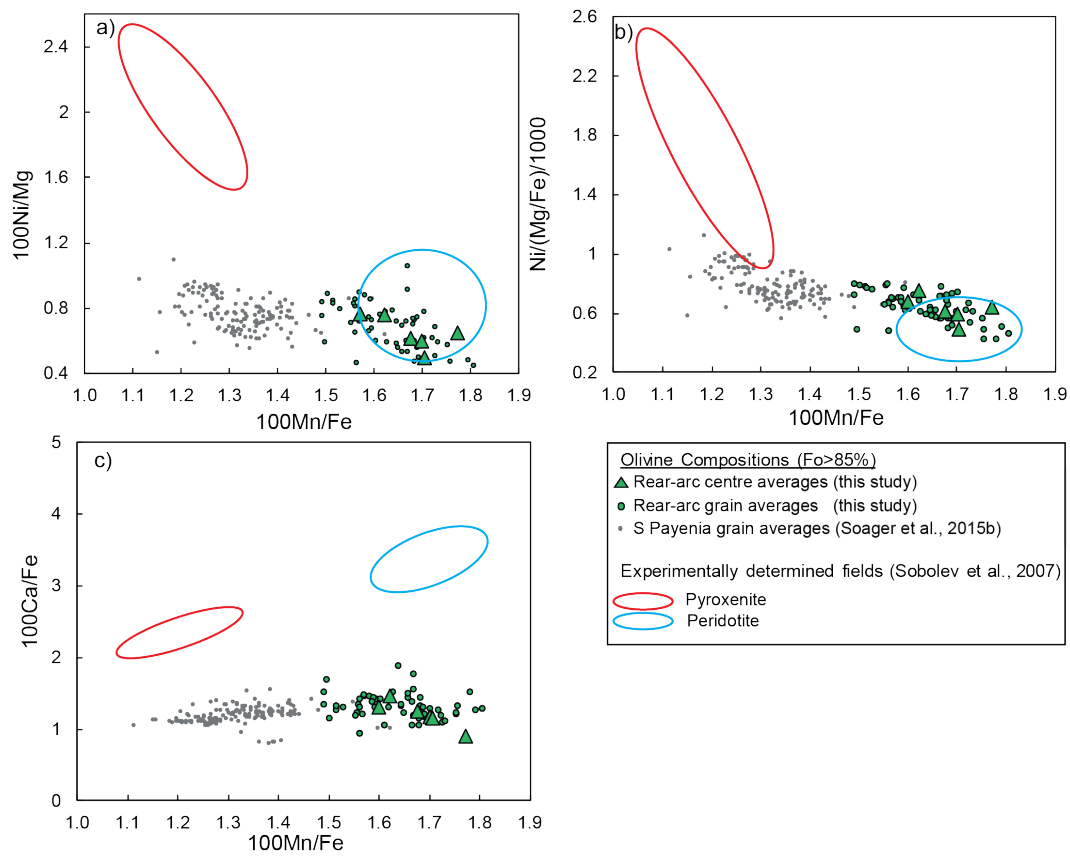 a)
2.4
2
1.6
1.2
0.8
0.4
100Ni/Mg
1.0 1.1 1.2 1.3 1.4 1.5 1.6 1.7 1.8 1.9
100Mn/Fe
b)
2.6
2.2
1.8
1.4
1
0.6
0.2
Ni/(Mg/Fe)/1000
1.0 1.1 1.2 1.3 1.4 1.5 1.6 1.7 1.8 1.9
100Mn/Fe
c)
5
4
3
2
1
0
100Ca/Fe
1.0 1.1 1.2 1.3 1.4 1.5 1.6 1.7 1.8 1.9
100Mn/Fe
Olivine Compositions (Fo>85%)
Rear-arc centre averages (this study)
Rear-arc grain averages (this study)
S Payenia grain averages (Soager et al., 2015b)
Experimentally determined fields (Sobolev et al., 2007)
Pyroxenite
Peridotite